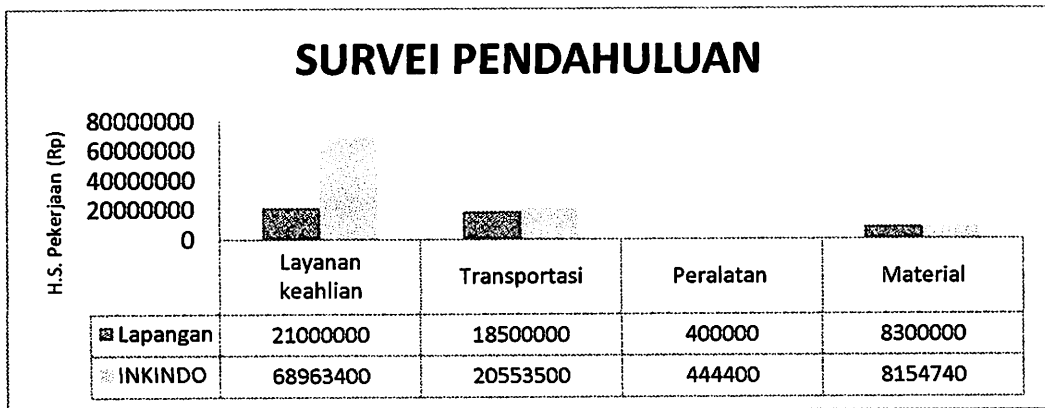 SURVEI PENDAHULUAN
H.S. Pekerjaan (Rp)
80000000
60000000
40000000
20000000
0
Layanan keahlian Transportasi Peralatan Material
Lapangan 21000000 18500000 400000 8300000
INKINDO 68963400 20553500 444400 8154740